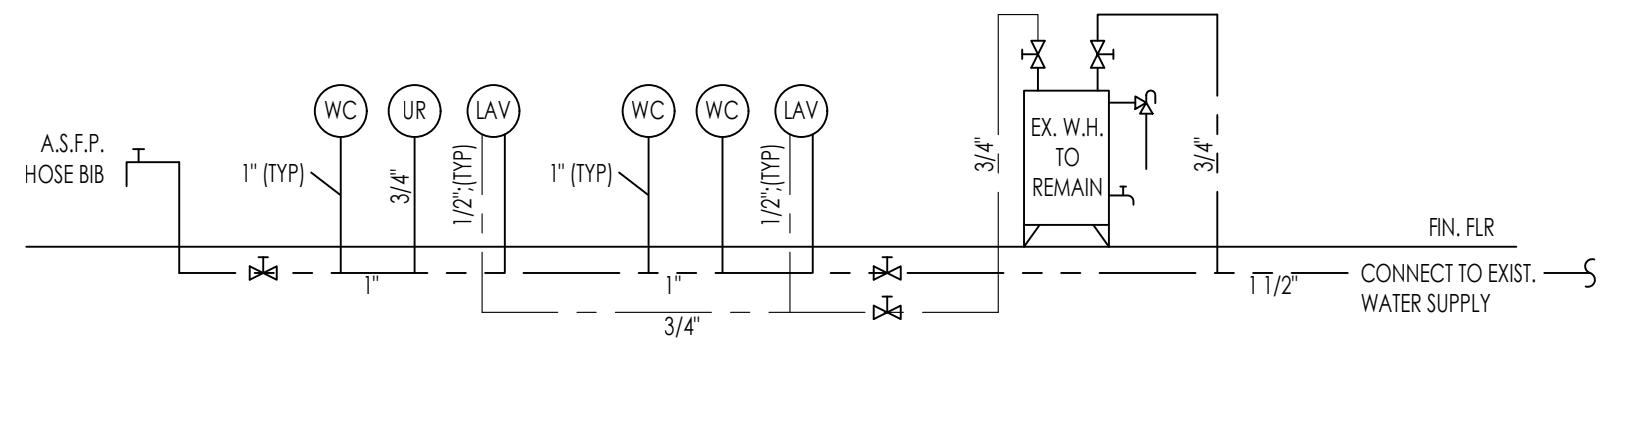 WC
UR
LAV
WC
WC
LAV
A.S.F.P.
HOSE BIB
1" (TYP)
3/4"
1/2";(TYP)
1" (TYP)
1/2";(TYP)
3/4"
EX. W.H.
TO
REMAIN
3/4"
FIN. FLR
1"
1"
1 1/2"
CONNECT TO EXIST.
WATER SUPPLY
3/4"